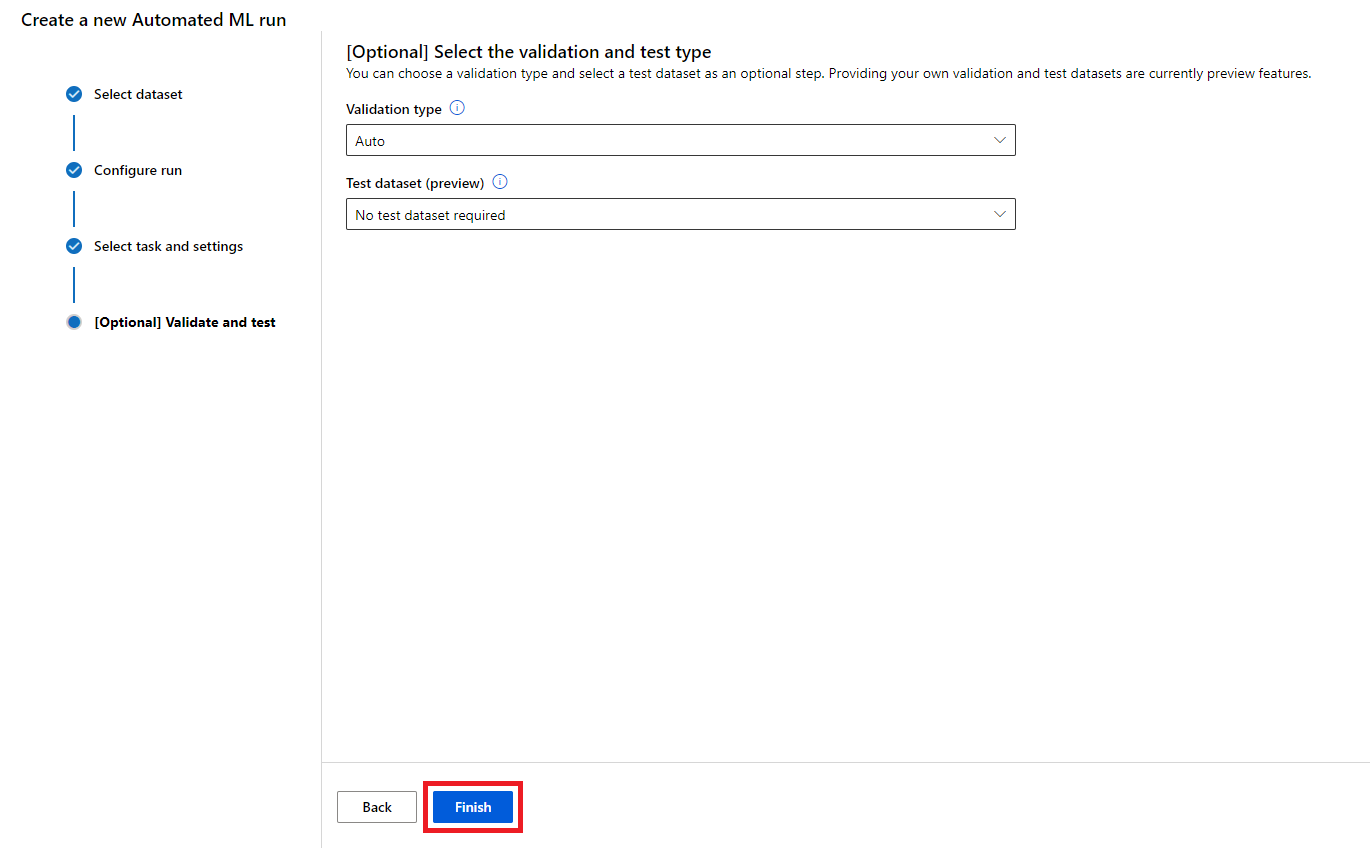 Create a new Automated ML run
Select dataset
Configure run
Select task and settings
[Optional] Validate and test
[Optional] Select the validation and test type
You can choose a validation type and select a test dataset as an optional step. Providing your own validation and test datasets are currently preview features.
Validation type
Auto
Test dataset (preview)
No test dataset required
Back
Finish